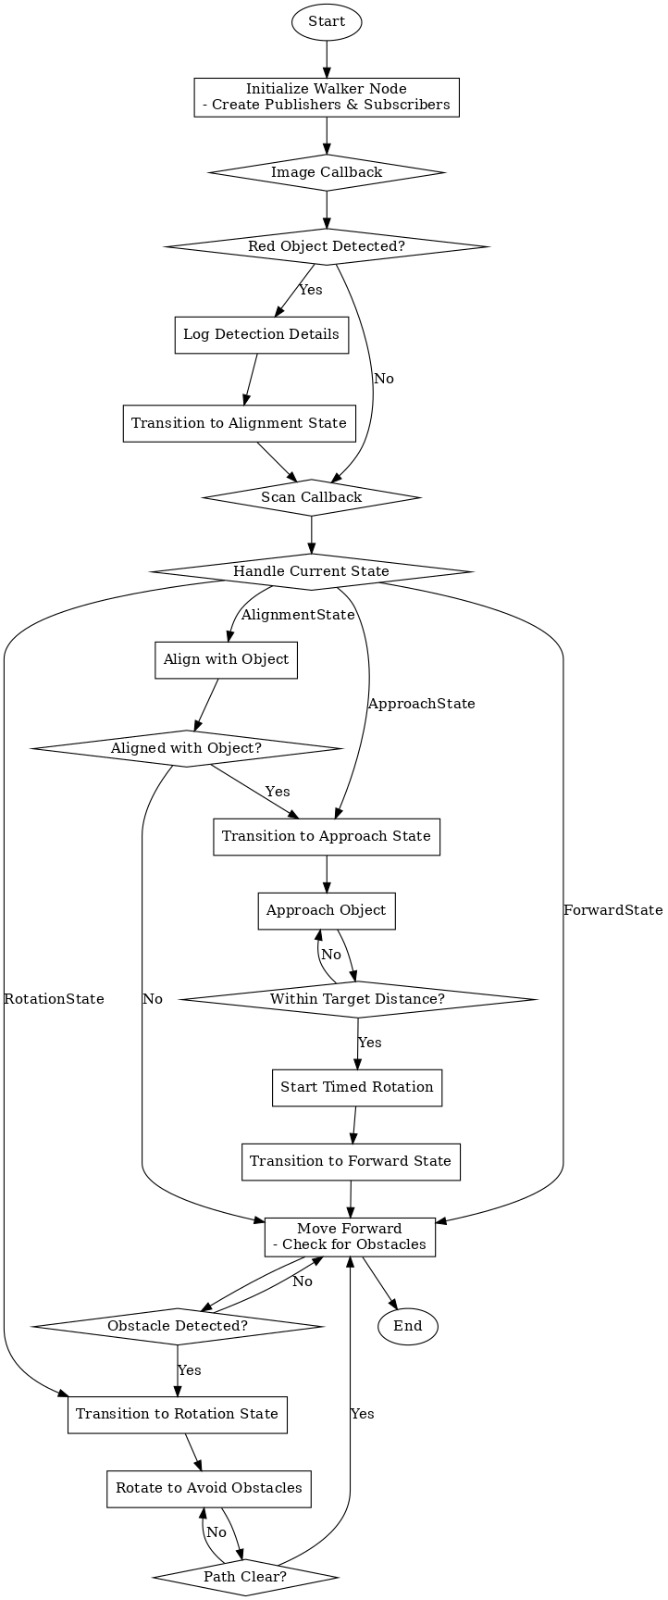 Start
Initialize Walker Node
- Create Publishers & Subscribers
Image Callback
Red Object Detected?
Yes
Log Detection Details
No
Transition to Alignment State
Scan Callback
Handle Current State
AlignmentState
Align with Object
ApproachState
Aligned with Object?
Yes
Transition to Approach State
Approach Object
ForwardState
No
RotationState
No
Within Target Distance?
Yes
Start Timed Rotation
Transition to Forward State
Move Forward
- Check for Obstacles
No
Obstacle Detected?
End
Yes
Transition to Rotation State
Yes
Rotate to Avoid Obstacles
No
Path Clear?